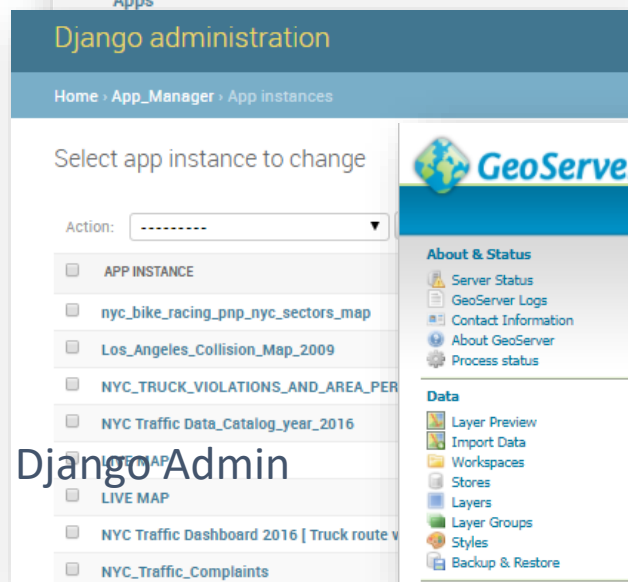 Apps
Django administration
Home › App_Manager › App instances
Select app instance to change
Action: ---------
APP INSTANCE
nyc_bike_racing_pnp_nyc_sectors_map
Los_Angeles_Collision_Map_2009
NYC_TRUCK_VIOLATIONS_AND_AREA_PER
NYC Traffic Data_Catalog_year_2016
LIVE MAP
Django Admin
LIVE MAP
NYC Traffic Dashboard 2016 [ Truck route v
NYC_Traffic_Complaints
GeoServe
About & Status
Server Status
GeoServer Logs
Contact Information
About GeoServer
Process status
Data
Layer Preview
Import Data
Workspaces
Stores
Layers
Layer Groups
Styles
Backup & Restore